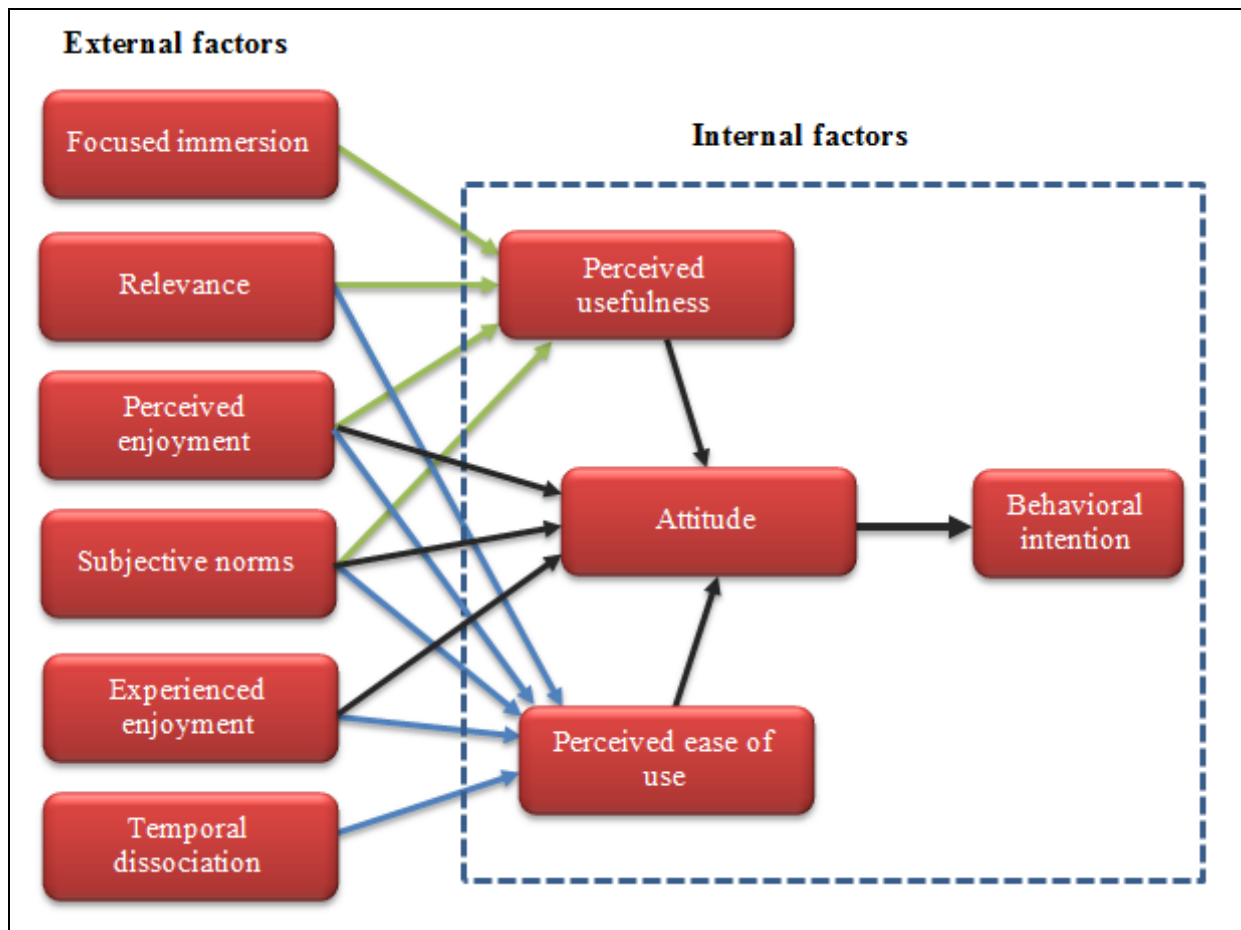 External factors
Focused immersion
Relevance
Perceived
enjoyment
Subjective norms
Experienced
enjoyment
Temporal
dissociation
Internal factors
Perceived
usefulness
Attitude
Perceived ease of
use
Behavioral
intention